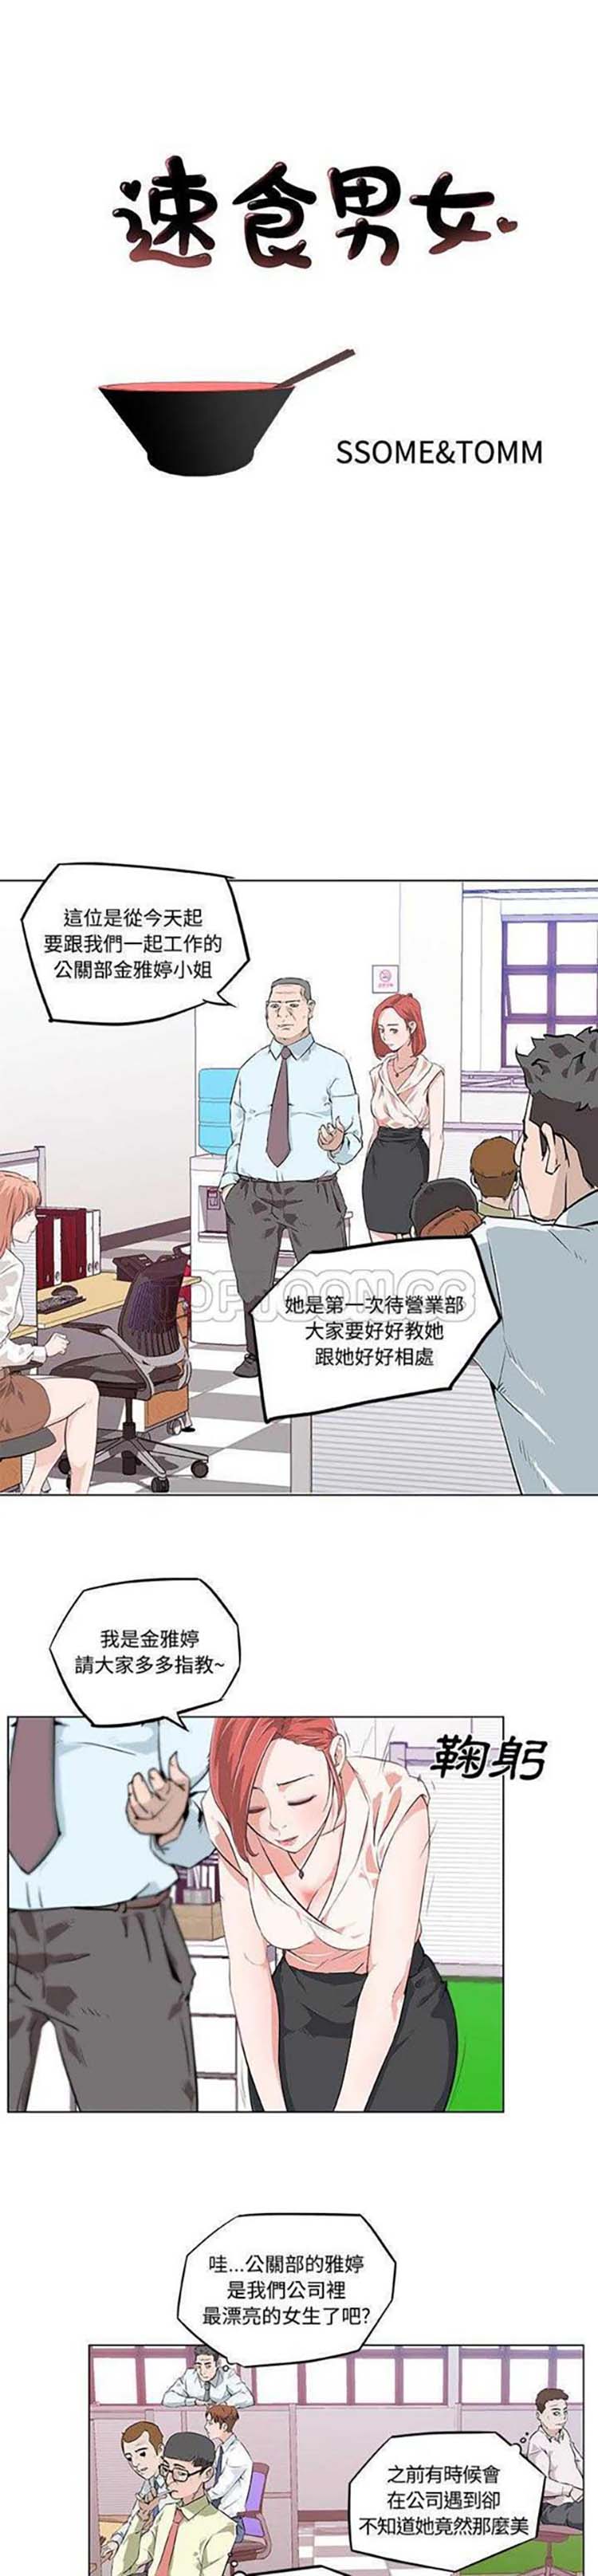 速食男女
SSOME&TOMM
這位是從今天起
要跟我們一起工作的
公關部金雅婷小姐
她是第一次待營業部
大家要好好教她
跟她好好相處
TOPTOON.CC
我是金雅婷
請大家多多指教~
鞠躬
哇...公關部的雅婷
是我們公司裡
最漂亮的女生了吧?
之前有時候會
在公司遇到卻
不知道她竟然那麼美